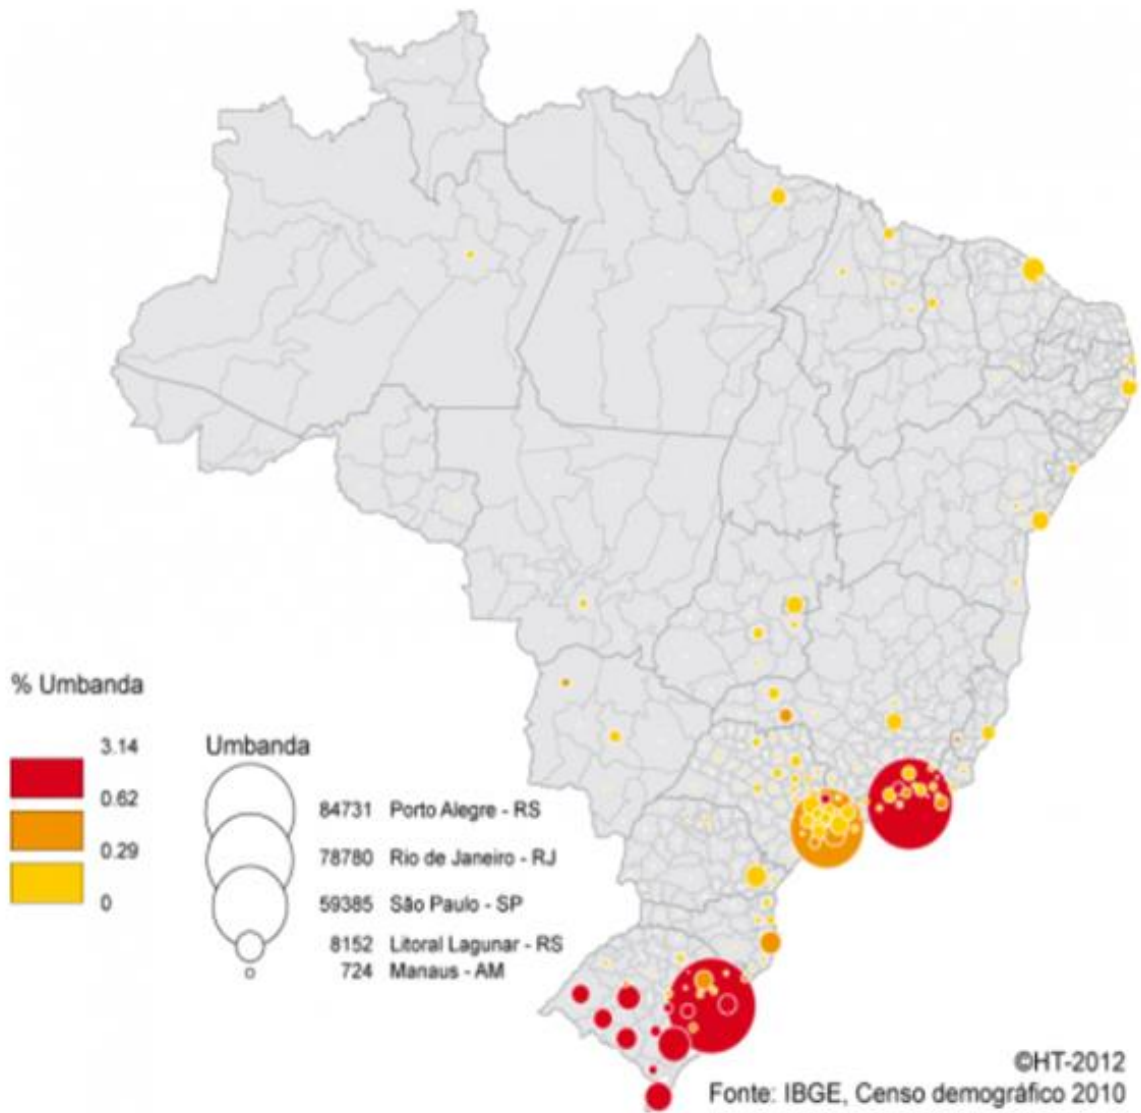 % Umbanda
3.14
0.62
0.29
0
Umbanda
84731 Porto Alegre - RS
78780 Rio de Janeiro - RJ
59385 São Paulo - SP
8152 Litoral Lagunar - RS
724 Manaus - AM
©HT-2012
Fonte: IBGE, Censo demográfico 2010